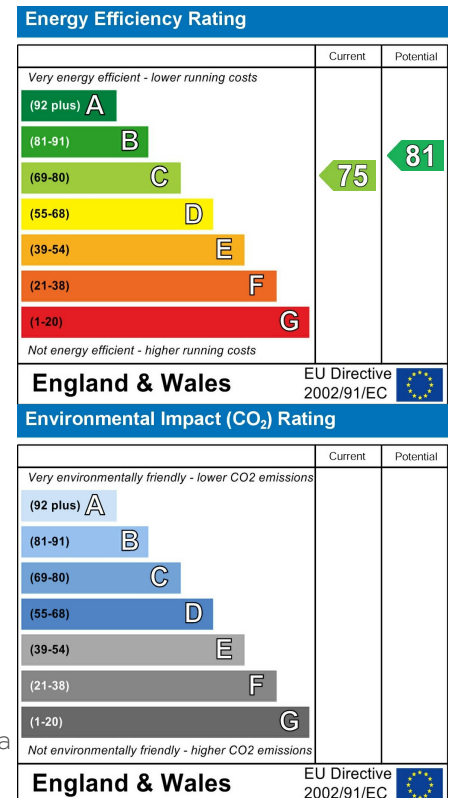 Energy Efficiency Rating
Current Potential
Very energy efficient - lower running costs
(92 plus) A
(81-91) B
81
(69-80) C
75
(55-68) D
(39-54) E
(21-38) F
(1-20) G
Not energy efficient - higher running costs
England & Wales
EU Directive
2002/91/EC
Environmental Impact (CO₂) Rating
Current Potential
Very environmentally friendly - lower CO2 emissions
(92 plus) A
(81-91) B
(69-80) C
(55-68) D
(39-54) E
(21-38) F
(1-20) G
a
Not environmentally friendly - higher CO2 emissions
England & Wales
EU Directive
2002/91/EC